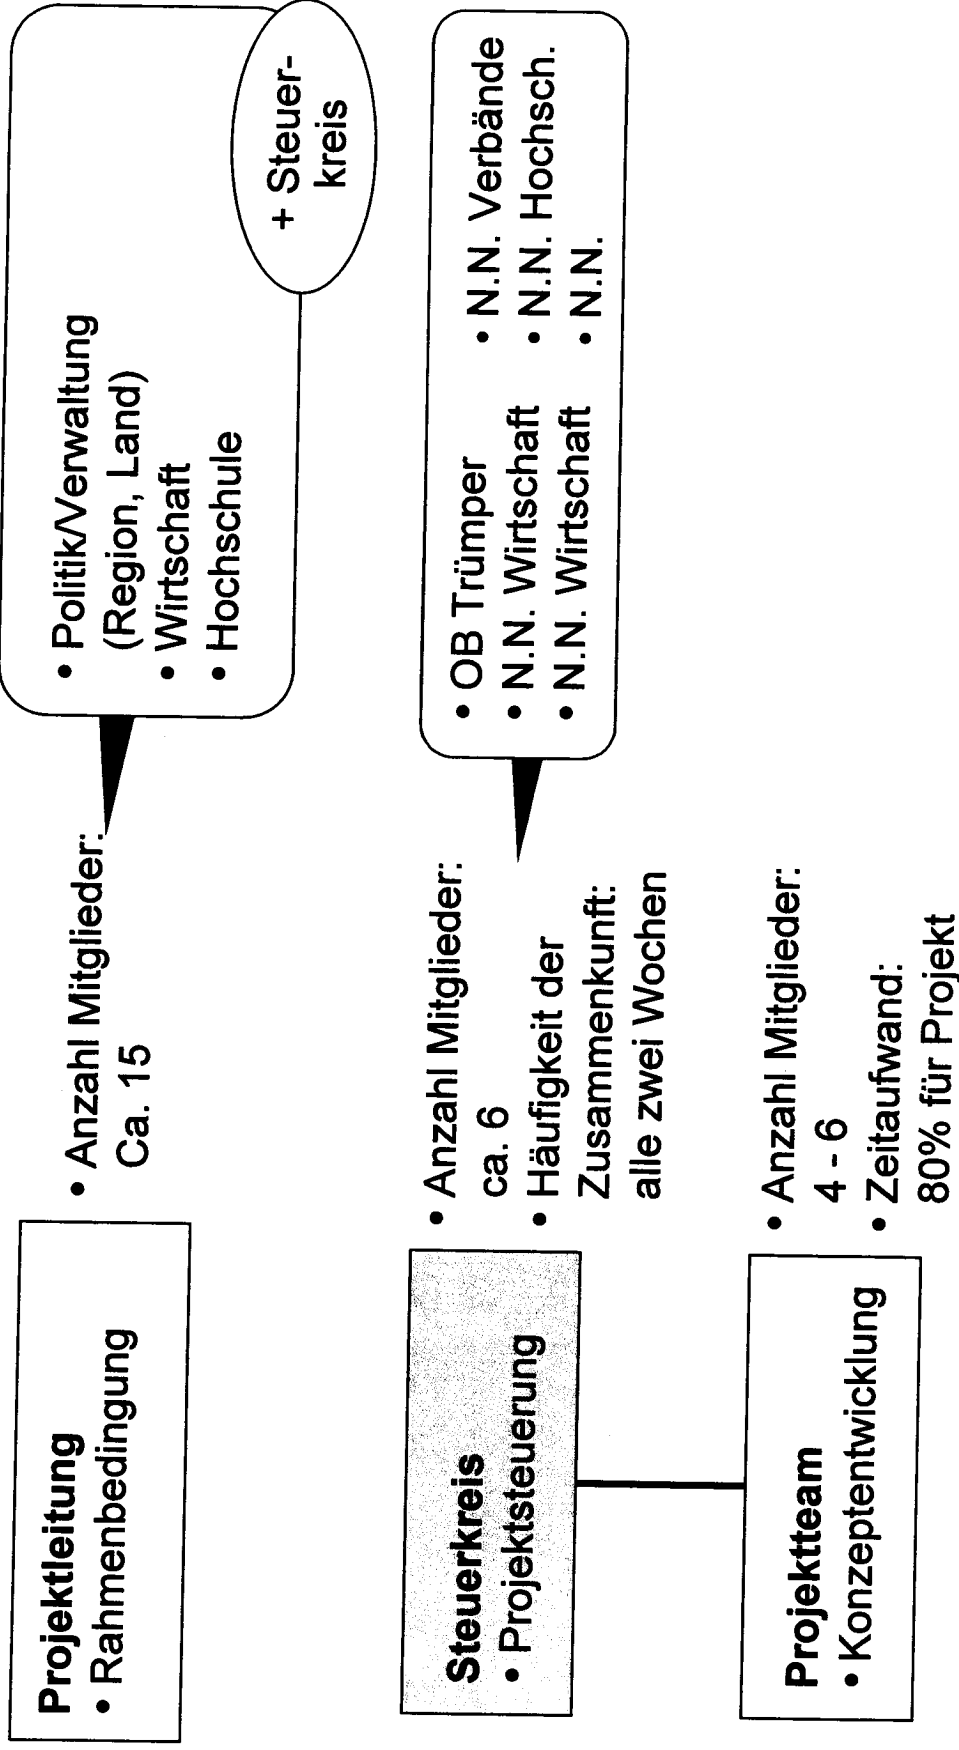 Projektleitung
• Rahmenbedingung
• Anzahl Mitglieder:
Ca. 15
• Politik/Verwaltung
(Region, Land)
• Wirtschaft
• Hochschule
+ Steuer-
kreis
Steuerkreis
• Projektsteuerung
• Anzahl Mitglieder:
ca. 6
• Häufigkeit der
Zusammenkunft:
alle zwei Wochen
• OB Trümper
• N.N. Wirtschaft
• N.N. Wirtschaft
• N.N. Verbände
• N.N. Hochsch.
• N.N.
Projektteam
• Konzeptentwicklung
• Anzahl Mitglieder:
4 - 6
• Zeitaufwand:
80% für Projekt